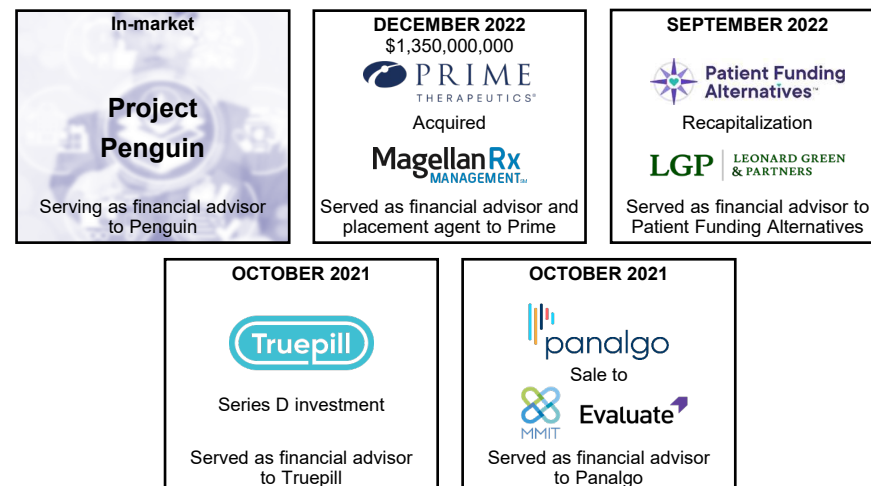 In-market
Project
Penguin
Serving as financial advisor
to Penguin
DECEMBER 2022
$1,350,000,000
PRIME
THERAPEUTICS®
Acquired
MagellanRx
MANAGEMENT℠
Served as financial advisor and
placement agent to Prime
SEPTEMBER 2022
Patient Funding
Alternatives™
Recapitalization
LGP LEONARD GREEN
& PARTNERS
Served as financial advisor to
Patient Funding Alternatives
OCTOBER 2021
Truepill
Series D investment
Served as financial advisor
to Truepill
OCTOBER 2021
panalgo
Sale to
MMIT
Evaluate
Served as financial advisor
to Panalgo